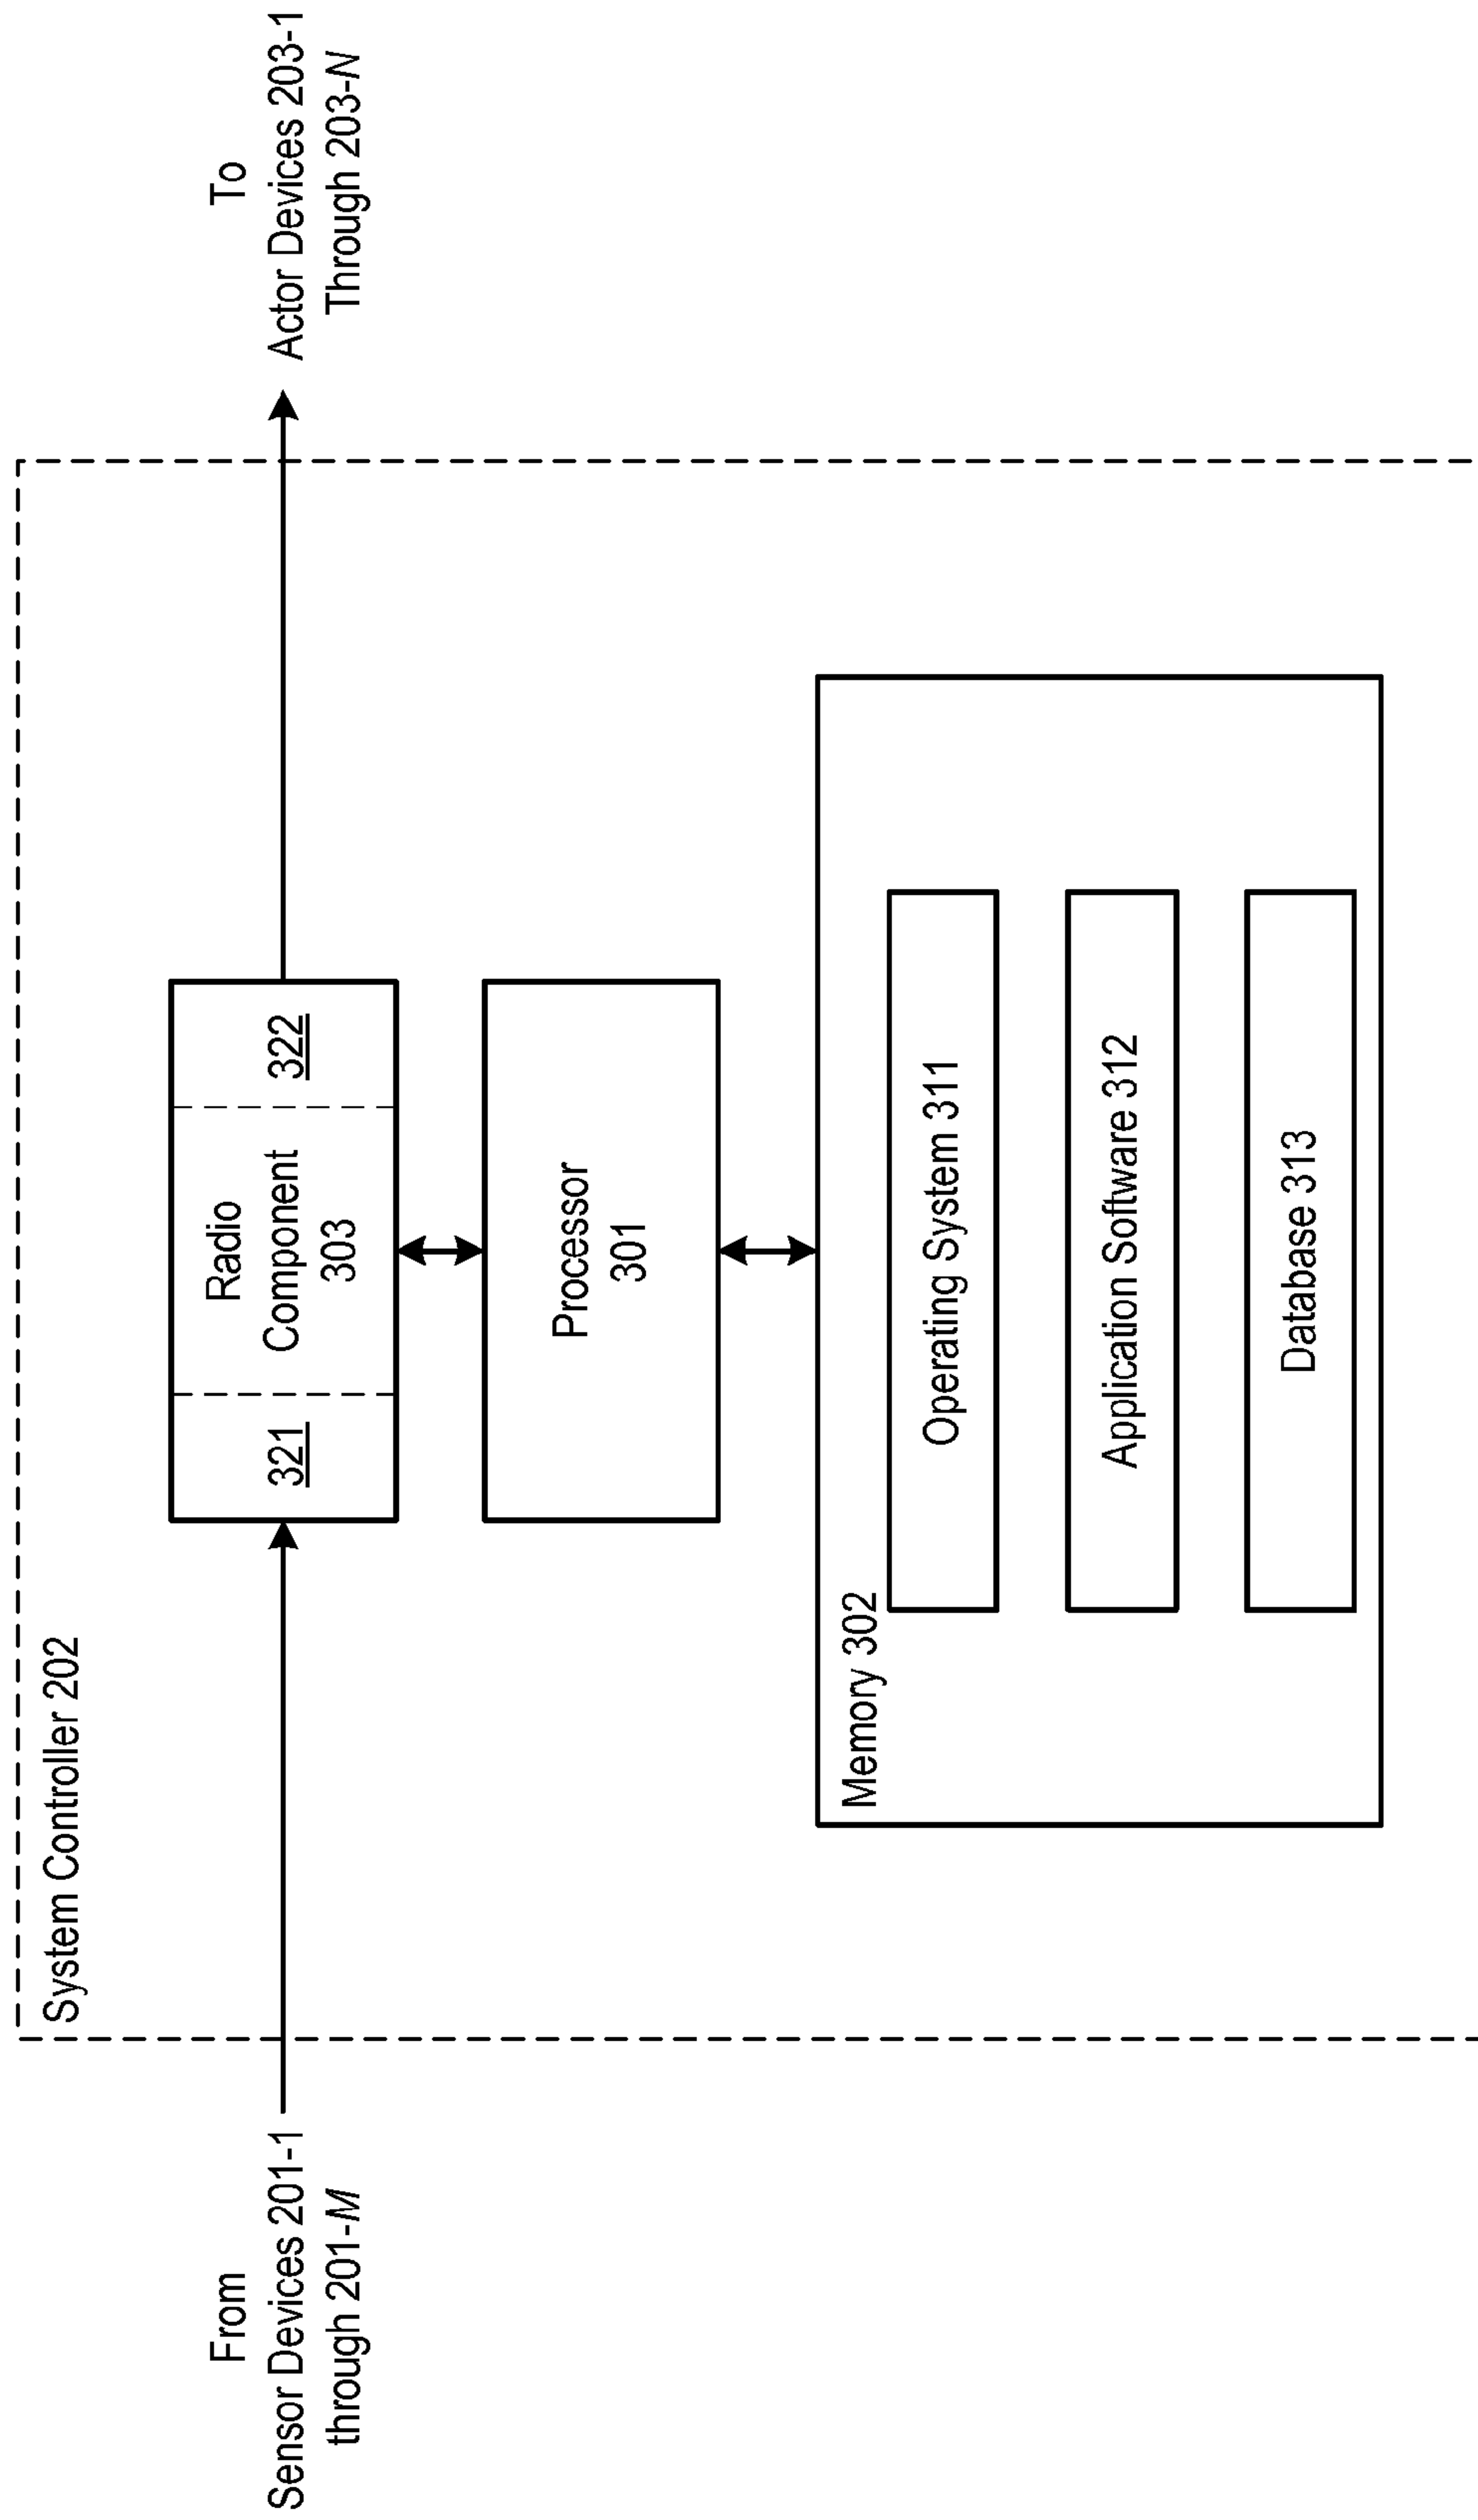 System Controller 202
From
Sensor Devices 201-1
through 201-M
321
Radio
Component
303
322
To
Actor Devices 203-1
Through 203-N
Processor
301
Memory 302
Operating System 311
Application Software 312
Database 313